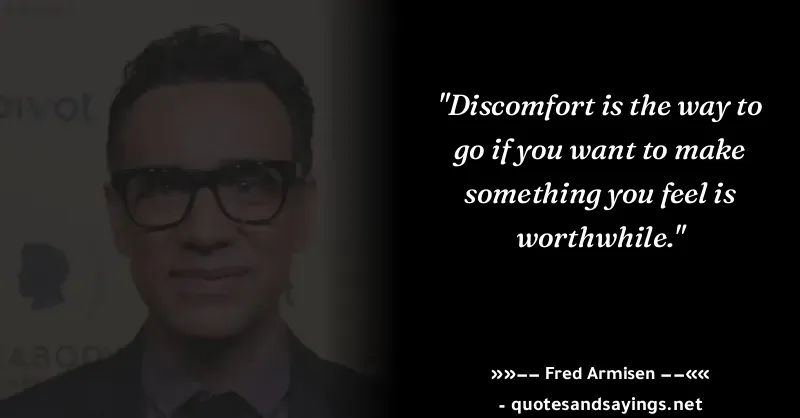 pivot
"Discomfort is the way to
go if you want to make
something you feel is
worthwhile."
»»−− Fred Armisen −−««
- quotesandsayings.net